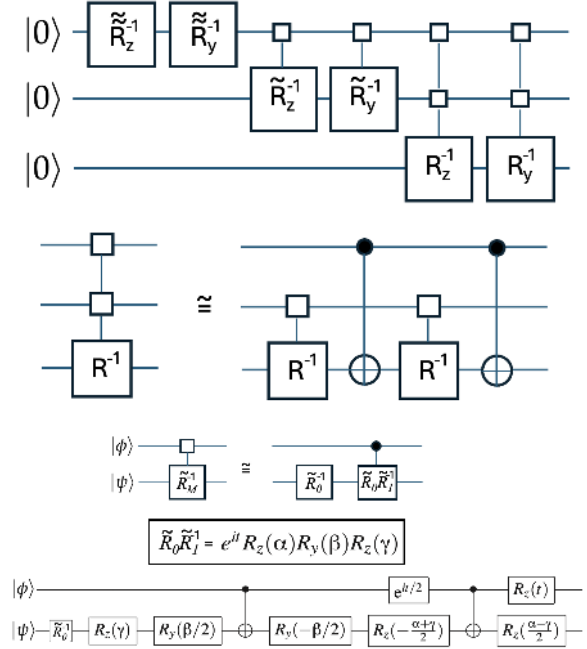 |0⟩ R̃̃z⁻¹ R̃̃y⁻¹
|0⟩ R̃z⁻¹ R̃y⁻¹
|0⟩ Rz⁻¹ Ry⁻¹
≅
R⁻¹ R⁻¹ R⁻¹
|φ⟩
≅
|ψ⟩ R̃M⁻¹ R̃0⁻¹ R̃0R̃1⁻¹
R̃0R̃1⁻¹ = e^{it} Rz(α)Ry(β)Rz(γ)
|φ⟩ e^{it/2} Rz(t)
|ψ⟩ R̃0⁻¹ Rz(γ) Ry(β/2) Ry(−β/2) Rz(−(α+γ)/2) Rz((α−γ)/2)